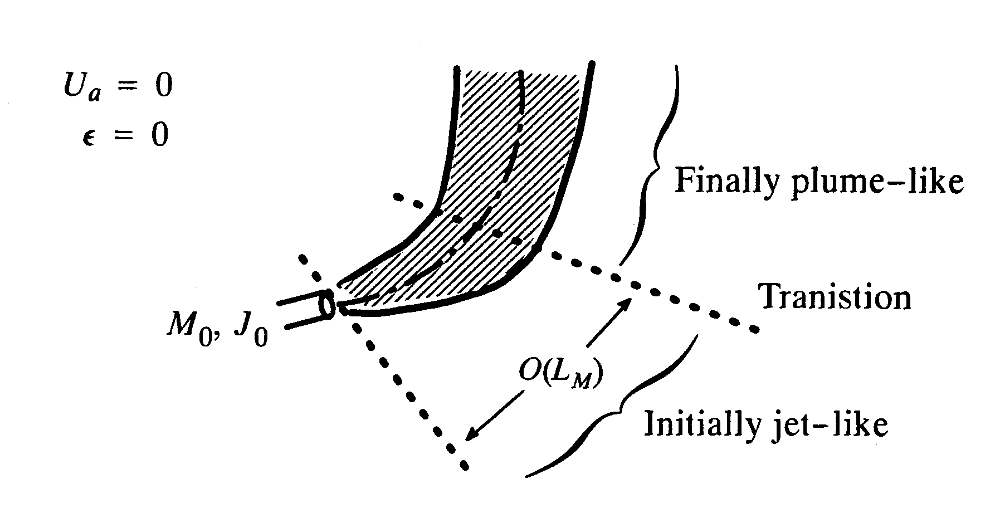 U_a = 0
ϵ = 0
Finally plume–like
Tranistion
M_0, J_0
O(L_M)
Initially jet–like